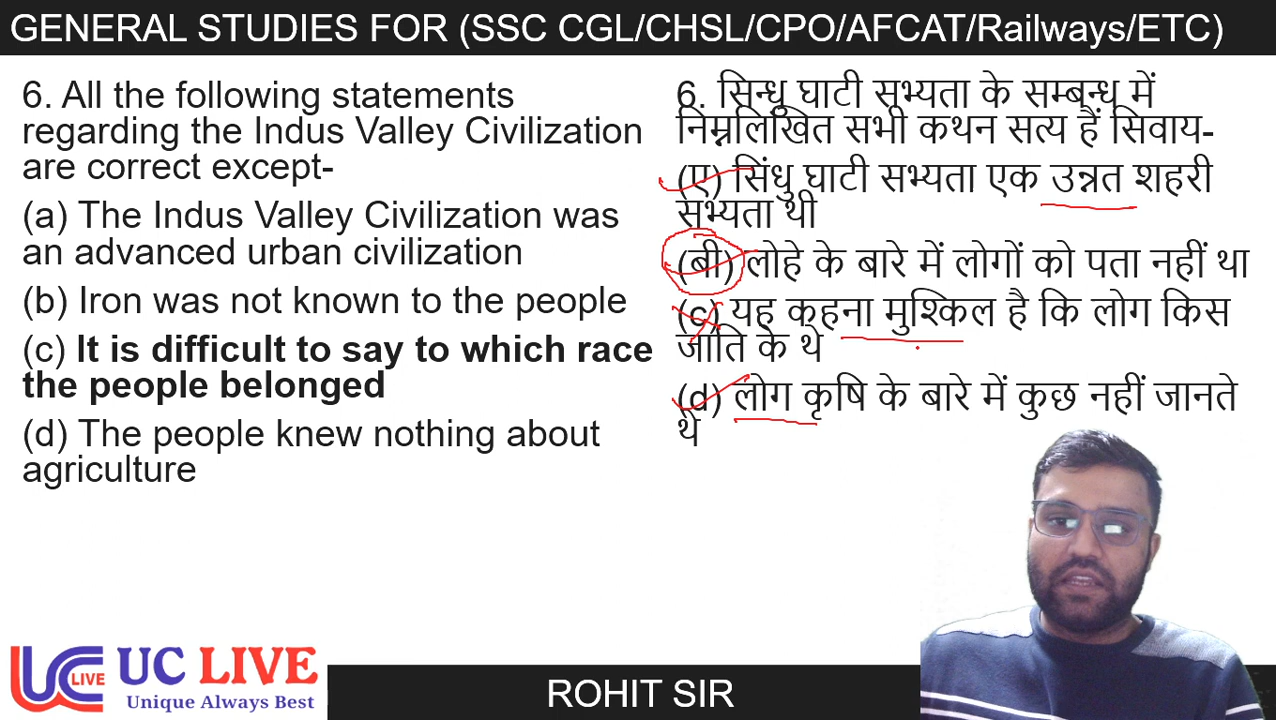 GENERAL STUDIES FOR (SSC CGL/CHSL/CPO/AFCAT/Railways/ETC)
6. All the following statements
regarding the Indus Valley Civilization
are correct except-
(a) The Indus Valley Civilization was
an advanced urban civilization
(b) Iron was not known to the people
(c) It is difficult to say to which race
the people belonged
(d) The people knew nothing about
agriculture
6. सिन्धु घाटी सभ्यता के सम्बन्ध में
निम्नलिखित सभी कथन सत्य हैं सिवाय-
(ए) सिंधु घाटी सभ्यता एक उन्नत शहरी
सभ्यता थी
(बी) लोहे के बारे में लोगों को पता नहीं था
(c) यह कहना मुश्किल है कि लोग किस
जाति के थे
(d) लोग कृषि के बारे में कुछ नहीं जानते
थे
LIVE
UC LIVE
Unique Always Best
ROHIT SIR